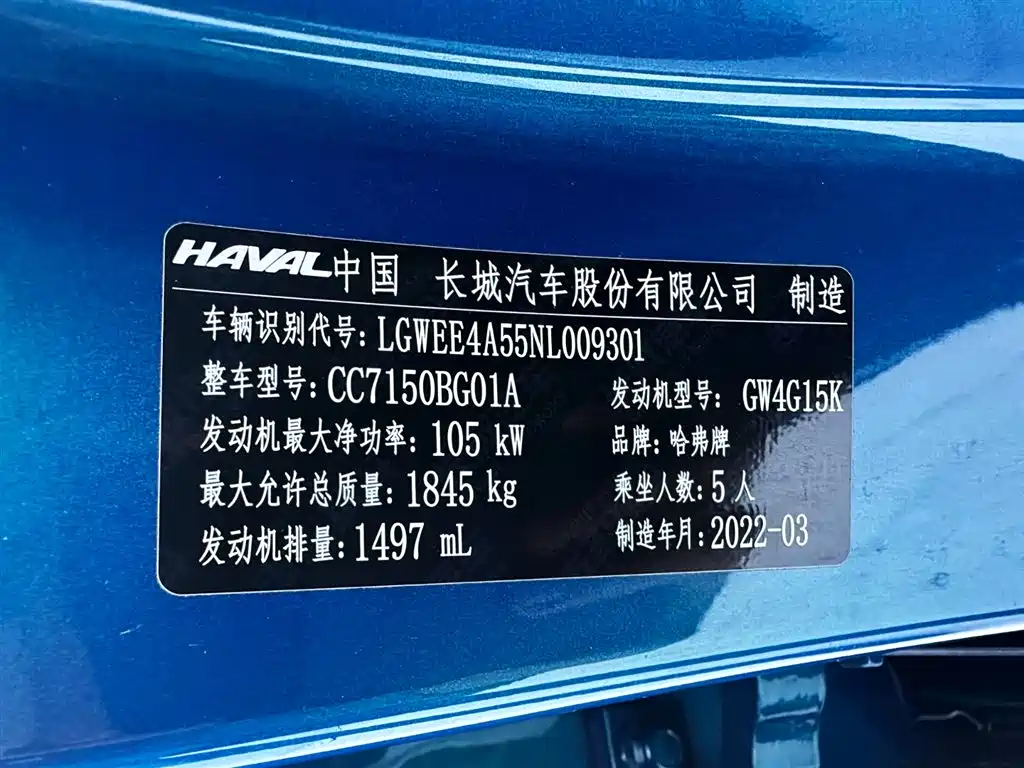 HAVAL中国 长城汽车股份有限公司 制造
车辆识别代号: LGWEE4A55NL009301
整车型号: CC7150BG01A 发动机型号: GW4G15K
发动机最大净功率: 105 kW 品牌: 哈弗牌
最大允许总质量: 1845 kg 乘坐人数: 5 人
发动机排量: 1497 mL 制造年月: 2022-03